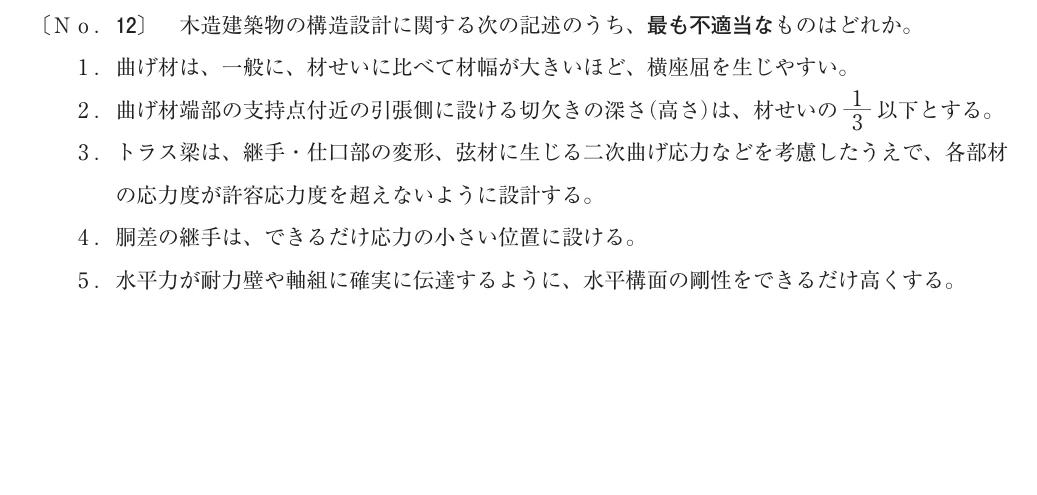 〔Ｎｏ．12〕　木造建築物の構造設計に関する次の記述のうち、最も不適当なものはどれか。
１．曲げ材は、一般に、材せいに比べて材幅が大きいほど、横座屈を生じやすい。
２．曲げ材端部の支持点付近の引張側に設ける切欠きの深さ(高さ)は、材せいの 1/3 以下とする。
３．トラス梁は、継手・仕口部の変形、弦材に生じる二次曲げ応力などを考慮したうえで、各部材
の応力度が許容応力度を超えないように設計する。
４．胴差の継手は、できるだけ応力の小さい位置に設ける。
５．水平力が耐力壁や軸組に確実に伝達するように、水平構面の剛性をできるだけ高くする。